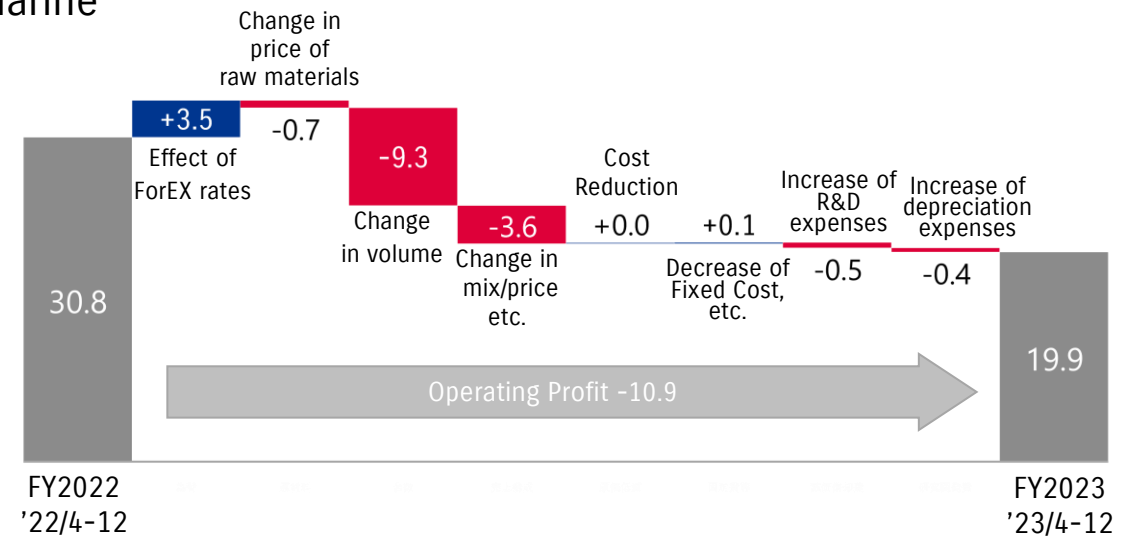 Change in
price of
raw materials
+3.5
-0.7
-9.3
Effect of
ForEX rates
Cost
Reduction
Increase of
R&D
expenses
Increase of
depreciation
expenses
Change
in volume
-3.6
+0.0
+0.1
Change in
mix/price
etc.
Decrease of
Fixed Cost,
etc.
-0.5
-0.4
30.8
19.9
Operating Profit -10.9
FY2022
'22/4-12
FY2023
'23/4-12